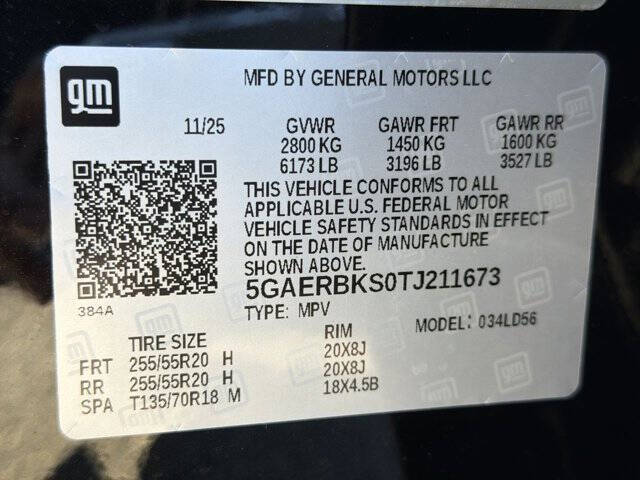 gm
MFD BY GENERAL MOTORS LLC
11/25 GVWR GAWR FRT GAWR RR
2800 KG 1450 KG 1600 KG
6173 LB 3196 LB 3527 LB
THIS VEHICLE CONFORMS TO ALL
APPLICABLE U.S. FEDERAL MOTOR
VEHICLE SAFETY STANDARDS IN EFFECT
ON THE DATE OF MANUFACTURE
SHOWN ABOVE.
384A 5GAERBKS0TJ211673
TYPE: MPV MODEL: 034LD56
TIRE SIZE RIM
FRT 255/55R20 H 20X8J
RR 255/55R20 H 20X8J
SPA T135/70R18 M 18X4.5B